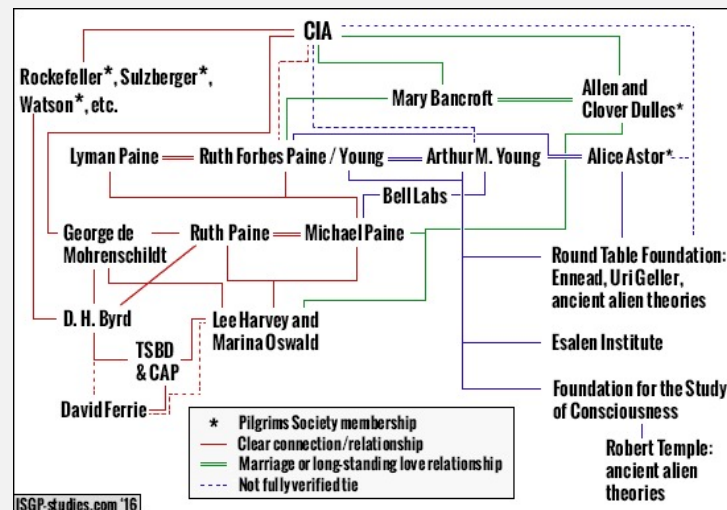 CIA
Rockefeller*, Sulzberger*,
Watson*, etc.
Mary Bancroft
Allen and
Clover Dulles*
Lyman Paine
Ruth Forbes Paine / Young
Arthur M. Young
Alice Astor*
Bell Labs
George de
Mohrenschildt
Ruth Paine
Michael Paine
Round Table Foundation:
Ennead, Uri Geller,
ancient alien theories
D. H. Byrd
Lee Harvey and
Marina Oswald
TSBD
& CAP
Esalen Institute
David Ferrie
Foundation for the Study
of Consciousness
Robert Temple:
ancient alien
theories
* Pilgrims Society membership
Clear connection/relationship
Marriage or long-standing love relationship
Not fully verified tie
ISGP-studies.com '16